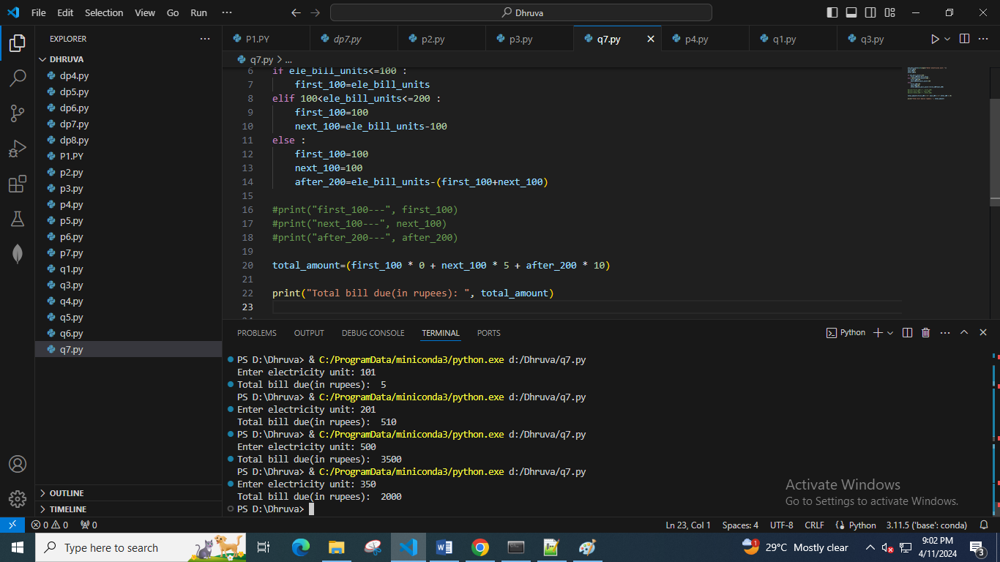 File Edit Selection View Go Run ··· Dhruva
EXPLORER ···
DHRUVA
dp4.py
dp5.py
dp6.py
dp7.py
dp8.py
P1.PY
p2.py
p3.py
p4.py
p5.py
p6.py
p7.py
q1.py
q3.py
q4.py
q5.py
q6.py
q7.py
OUTLINE
TIMELINE
P1.PY dp7.py p2.py p3.py q7.py p4.py q1.py q3.py ···
q7.py > ...
6 if ele_bill_units<=100 :
7     first_100=ele_bill_units
8 elif 100<ele_bill_units<=200 :
9     first_100=100
10     next_100=ele_bill_units-100
11 else :
12     first_100=100
13     next_100=100
14     after_200=ele_bill_units-(first_100+next_100)
15
16 #print("first_100---", first_100)
17 #print("next_100---", next_100)
18 #print("after_200---", after_200)
19
20 total_amount=(first_100 * 0 + next_100 * 5 + after_200 * 10)
21
22 print("Total bill due(in rupees): ", total_amount)
23
PROBLEMS OUTPUT DEBUG CONSOLE TERMINAL PORTS Python ···
PS D:\Dhruva> & C:/ProgramData/miniconda3/python.exe d:/Dhruva/q7.py
Enter electricity unit: 101
Total bill due(in rupees):  5
PS D:\Dhruva> & C:/ProgramData/miniconda3/python.exe d:/Dhruva/q7.py
Enter electricity unit: 201
Total bill due(in rupees):  510
PS D:\Dhruva> & C:/ProgramData/miniconda3/python.exe d:/Dhruva/q7.py
Enter electricity unit: 500
Total bill due(in rupees):  3500
PS D:\Dhruva> & C:/ProgramData/miniconda3/python.exe d:/Dhruva/q7.py
Enter electricity unit: 350
Total bill due(in rupees):  2000
PS D:\Dhruva>
Activate Windows
Go to Settings to activate Windows.
0 0 0 Ln 23, Col 1 Spaces: 4 UTF-8 CRLF Python 3.11.5 ('base': conda)
Type here to search 1 29°C Mostly clear 9:02 PM
4/11/2024
3